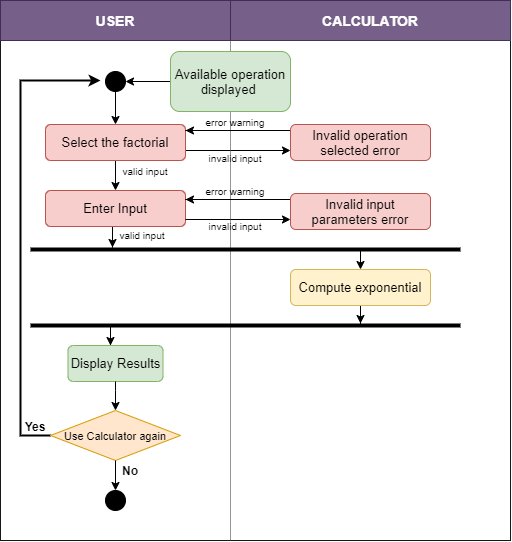 USER
CALCULATOR
Available operation
displayed
error warning
Select the factorial
Invalid operation
selected error
invalid input
valid input
error warning
Enter Input
Invalid input
parameters error
invalid input
valid input
Compute exponential
Display Results
Yes
Use Calculator again
No